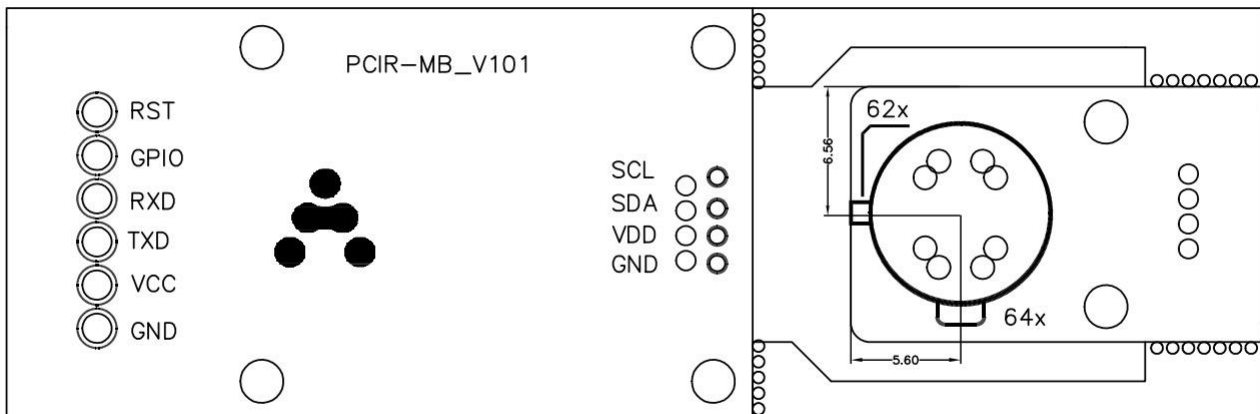 PCIR-MB_V101
RST
GPIO
RXD
TXD
VCC
GND
SCL
SDA
VDD
GND
62x
6.56
64x
5.60